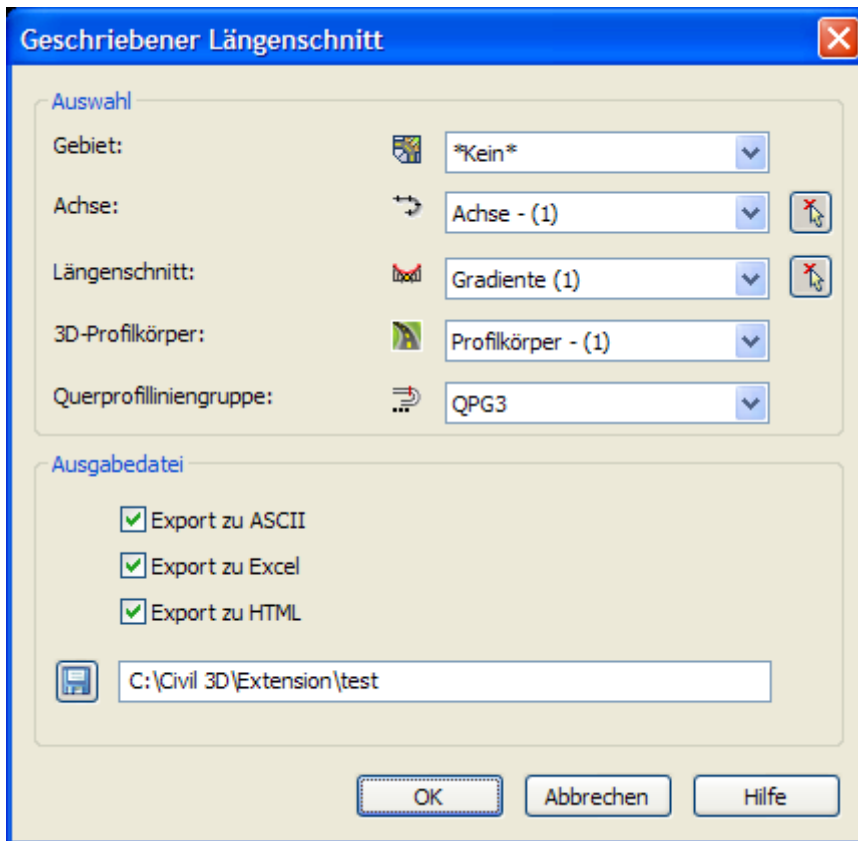 Geschriebener Längenschnitt
Auswahl
Gebiet: *Kein*
Achse: Achse - (1)
Längenschnitt: Gradiente (1)
3D-Profilkörper: Profilkörper - (1)
Querprofilliniengruppe: QPG3
Ausgabedatei
Export zu ASCII
Export zu Excel
Export zu HTML
C:\Civil 3D\Extension\test
OK Abbrechen Hilfe